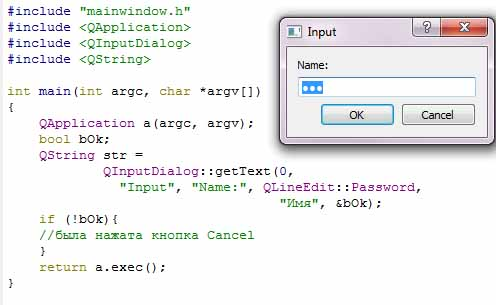 #include "mainwindow.h"
#include <QApplication>
#include <QInputDialog>
#include <QString>
int main(int argc, char *argv[])
{
    QApplication a(argc, argv);
    bool bOk;
    QString str =
            QInputDialog::getText(0,
              "Input", "Name:", QLineEdit::Password,
                                   "Имя", &bOk);
    if (!bOk){
    //была нажата кнопка Cancel
    }
    return a.exec();
}
Input
Name:
OK Cancel